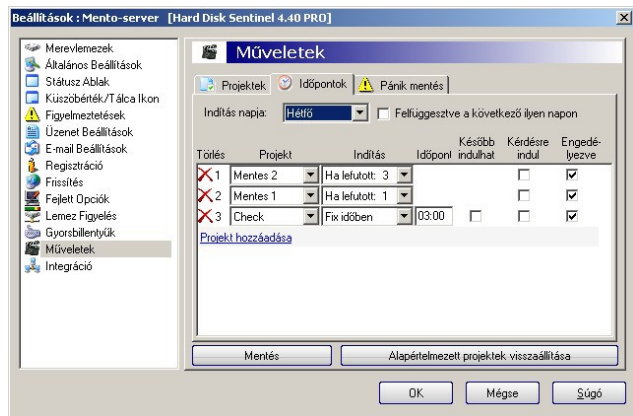 Beállítások : Mento-server [Hard Disk Sentinel 4.40 PRO]
Merevlemezek
Általános Beállítások
Státusz Ablak
Küszöbérték/Tálca Ikon
Figyelmeztetések
Üzenet Beállítások
E-mail Beállítások
Regisztráció
Frissítés
Fejlett Opciók
Lemez Figyelés
Gyorsbillentyűk
Műveletek
Integráció
Műveletek
Projektek Időpontok Pánik mentés
Indítás napja: Hétfő Felfüggesztve a következő ilyen napon
Később Kérdésre Engedé-
Törlés Projekt Indítás Időpont indulhat indul lyezve
1 Mentes 2 Ha lefutott: 3
2 Mentes 1 Ha lefutott: 1
3 Check Fix időben 03:00
Projekt hozzáadása
Mentés Alapértelmezett projektek visszaállítása
OK Mégse Súgó